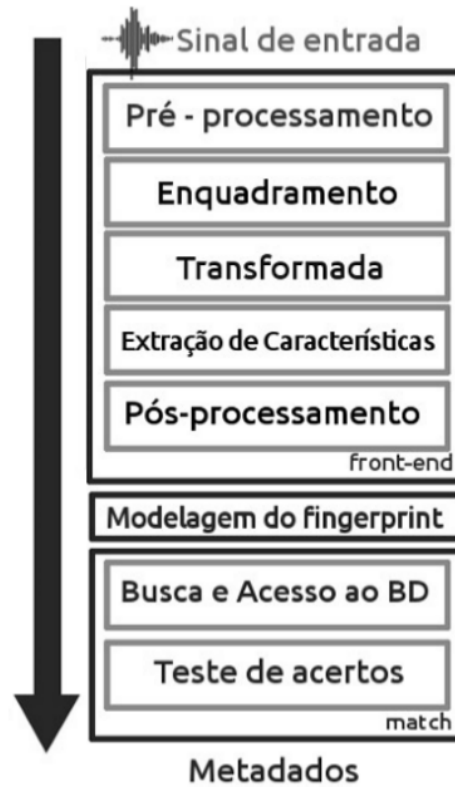 Sinal de entrada
Pré - processamento
Enquadramento
Transformada
Extração de Características
Pós-processamento
front-end
Modelagem do fingerprint
Busca e Acesso ao BD
Teste de acertos
match
Metadados